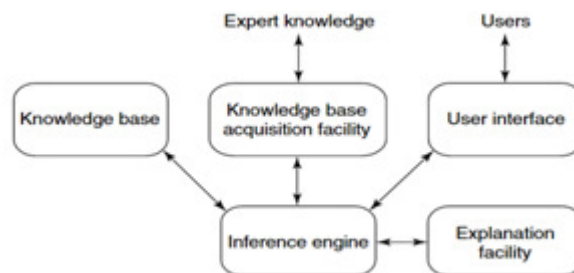 Expert knowledge
Users
Knowledge base
Knowledge base
acquisition facility
User interface
Inference engine
Explanation
facility